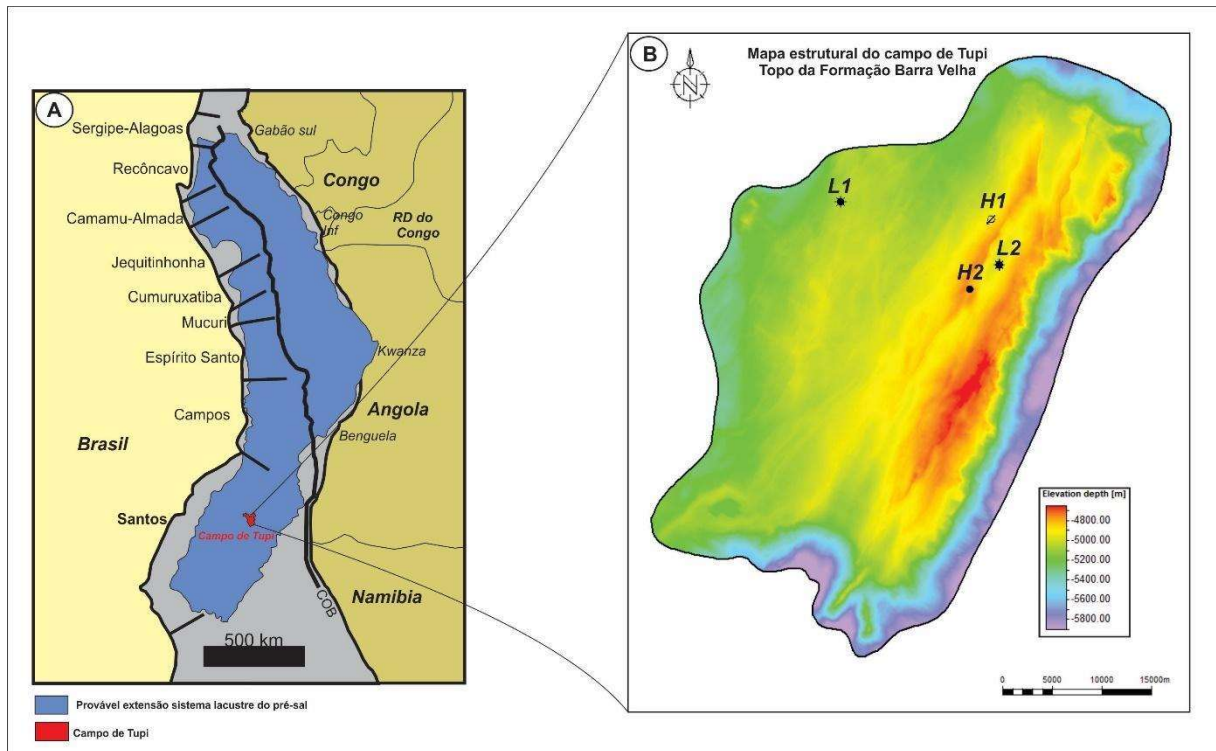 A
Sergipe-Alagoas
Gabão sul
Recôncavo
Congo
Camamu-Almada
Congo
Inf
RD do
Congo
Jequitinhonha
Cumuruxatiba
Mucuri
Kwanza
Espírito Santo
Campos
Angola
Benguela
Brasil
Santos
Campo de Tupi
Namibia
COB
500 km
Provável extensão sistema lacustre do pré-sal
Campo de Tupi
B
N
Mapa estrutural do campo de Tupi
Topo da Formação Barra Velha
L1
H1
L2
H2
Elevation depth [m]
-4800.00
-5000.00
-5200.00
-5400.00
-5600.00
-5800.00
0 5000 10000 15000m